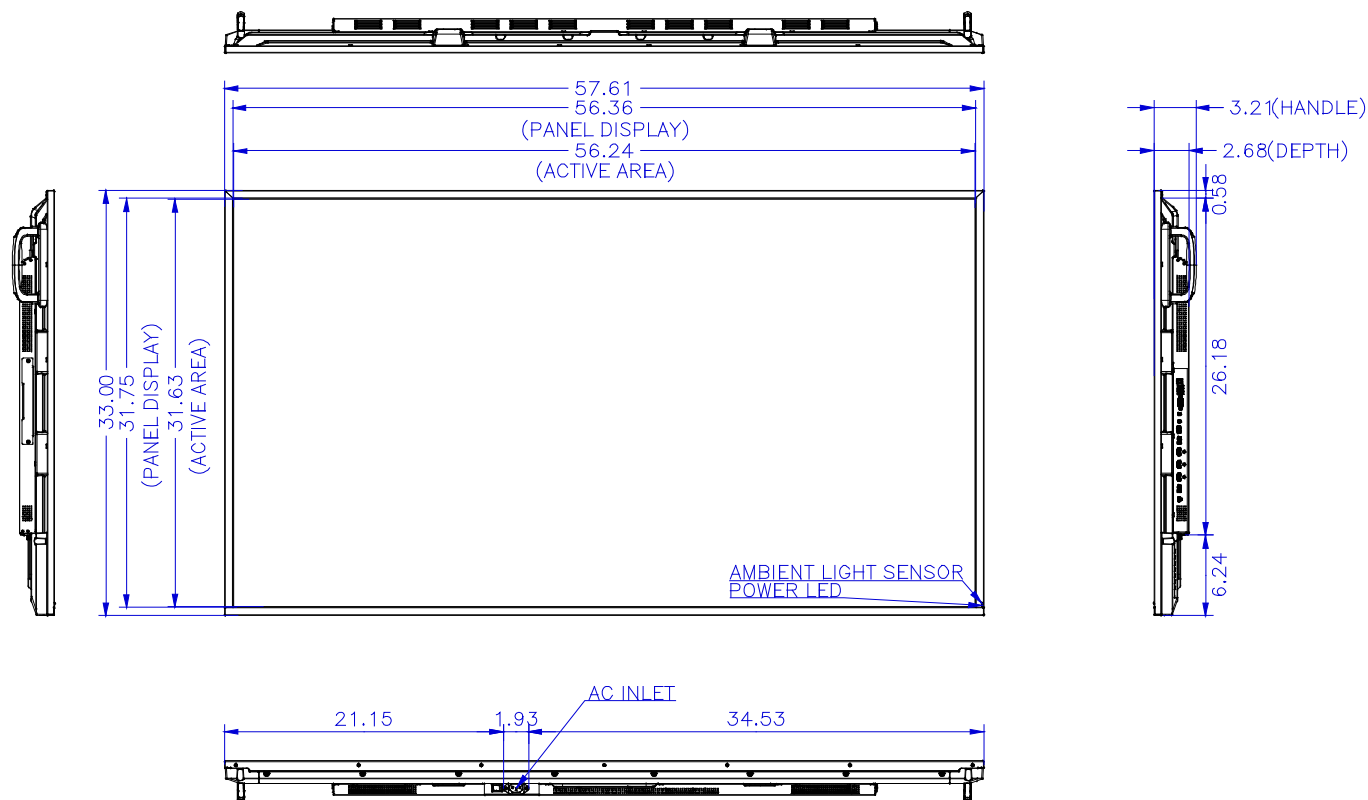 57.61
56.36
(PANEL DISPLAY)
56.24
(ACTIVE AREA)
3.21(HANDLE)
2.68(DEPTH)
0.58
26.18
6.24
33.00
31.75
(PANEL DISPLAY)
31.63
(ACTIVE AREA)
AMBIENT LIGHT SENSOR
POWER LED
AC INLET
21.15
1.93
34.53